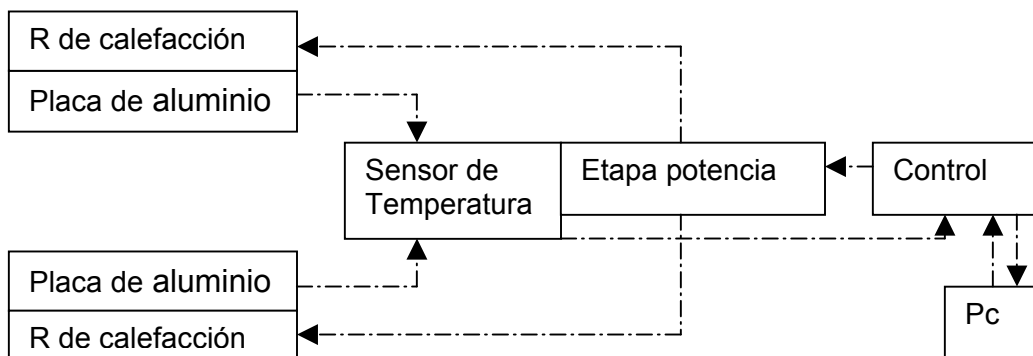 R de calefacción
Placa de aluminio
Sensor de
Temperatura
Etapa potencia
Control
Placa de aluminio
R de calefacción
Pc